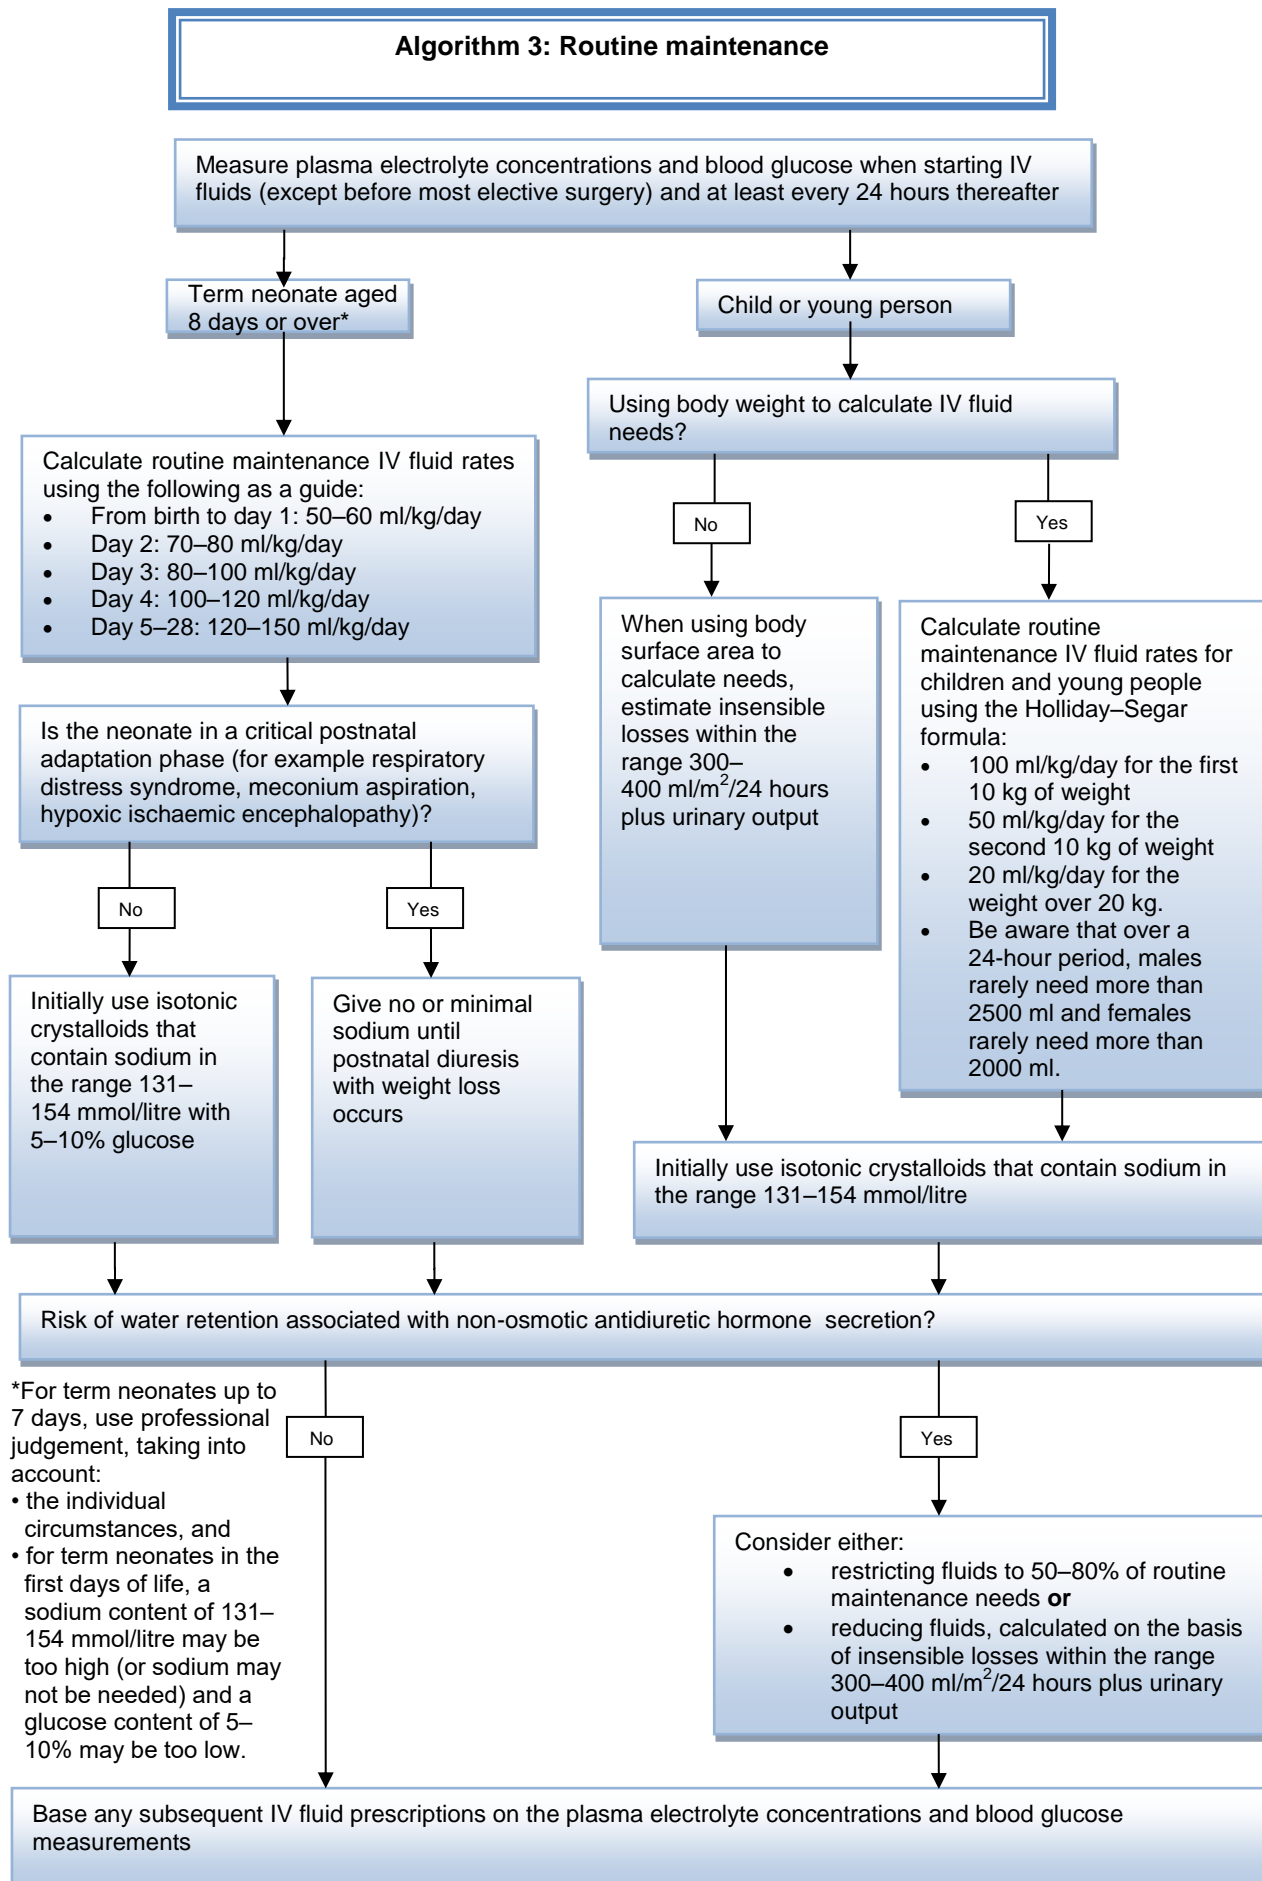 Algorithm 3: Routine maintenance
Measure plasma electrolyte concentrations and blood glucose when starting IV
fluids (except before most elective surgery) and at least every 24 hours thereafter
Term neonate aged
8 days or over*
Child or young person
Using body weight to calculate IV fluid
needs?
Calculate routine maintenance IV fluid rates
using the following as a guide:
• From birth to day 1: 50–60 ml/kg/day
• Day 2: 70–80 ml/kg/day
• Day 3: 80–100 ml/kg/day
• Day 4: 100–120 ml/kg/day
• Day 5–28: 120–150 ml/kg/day
No
Yes
When using body
surface area to
calculate needs,
estimate insensible
losses within the
range 300–
400 ml/m²/24 hours
plus urinary output
Calculate routine
maintenance IV fluid rates for
children and young people
using the Holliday–Segar
formula:
• 100 ml/kg/day for the first
10 kg of weight
• 50 ml/kg/day for the
second 10 kg of weight
• 20 ml/kg/day for the
weight over 20 kg.
• Be aware that over a
24-hour period, males
rarely need more than
2500 ml and females
rarely need more than
2000 ml.
Is the neonate in a critical postnatal
adaptation phase (for example respiratory
distress syndrome, meconium aspiration,
hypoxic ischaemic encephalopathy)?
No
Yes
Initially use isotonic
crystalloids that
contain sodium in
the range 131–
154 mmol/litre with
5–10% glucose
Give no or minimal
sodium until
postnatal diuresis
with weight loss
occurs
Initially use isotonic crystalloids that contain sodium in
the range 131–154 mmol/litre
Risk of water retention associated with non-osmotic antidiuretic hormone  secretion?
*For term neonates up to
7 days, use professional
judgement, taking into
account:
• the individual
circumstances, and
• for term neonates in the
first days of life, a
sodium content of 131–
154 mmol/litre may be
too high (or sodium may
not be needed) and a
glucose content of 5–
10% may be too low.
No
Yes
Consider either:
• restricting fluids to 50–80% of routine
maintenance needs or
• reducing fluids, calculated on the basis
of insensible losses within the range
300–400 ml/m²/24 hours plus urinary
output
Base any subsequent IV fluid prescriptions on the plasma electrolyte concentrations and blood glucose
measurements